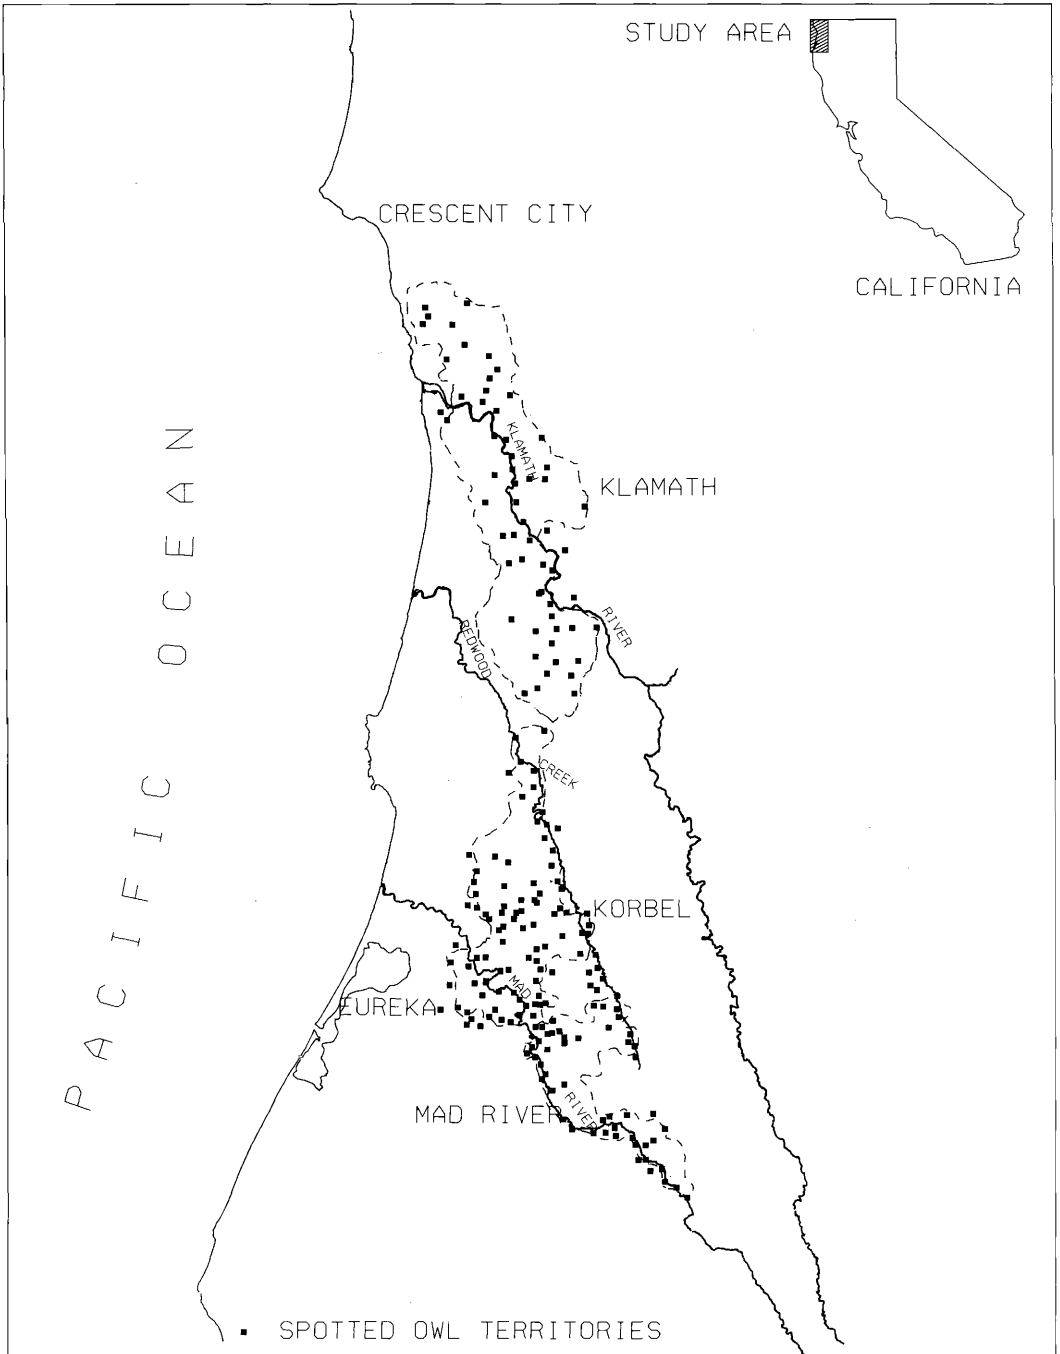 STUDY AREA
CRESCENT CITY
CALIFORNIA
KLAMATH
KLAMATH
RIVER
REDWOOD
CREEK
PACIFIC OCEAN
KORBEL
MAD
EUREKA
MAD RIVER
RIVER
SPOTTED OWL TERRITORIES